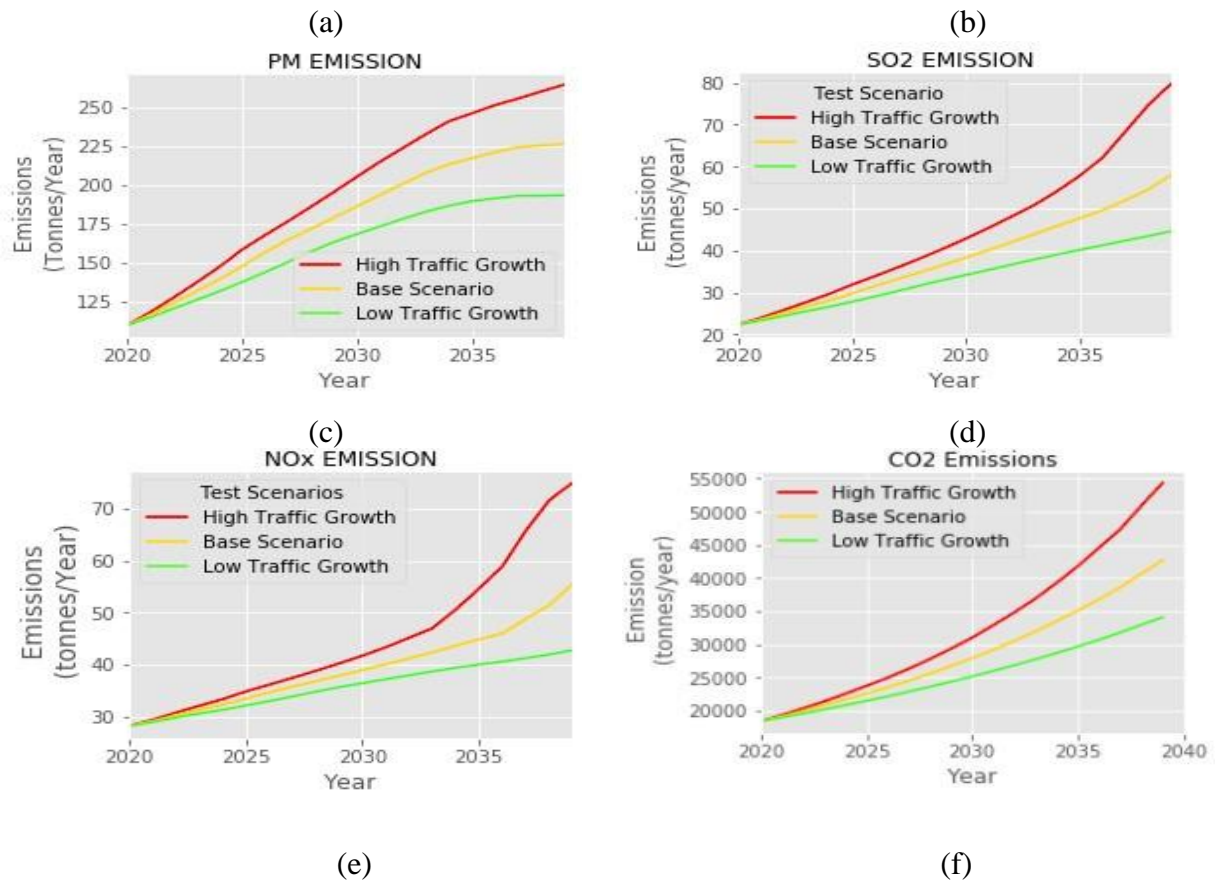 (a)
(b)
PM EMISSION
Emissions
(Tonnes/Year)
250
225
200
175
150
125
High Traffic Growth
Base Scenario
Low Traffic Growth
2020
2025
2030
2035
Year
SO2 EMISSION
Emissions
(tonnes/year)
80
70
60
50
40
30
20
Test Scenario
High Traffic Growth
Base Scenario
Low Traffic Growth
2020
2025
2030
2035
Year
(c)
(d)
NOx EMISSION
Emissions
(tonnes/Year)
70
60
50
40
30
Test Scenarios
High Traffic Growth
Base Scenario
Low Traffic Growth
2020
2025
2030
2035
Year
CO2 Emissions
Emission
(tonnes/year)
55000
50000
45000
40000
35000
30000
25000
20000
High Traffic Growth
Base Scenario
Low Traffic Growth
2020
2025
2030
2035
2040
Year
(e)
(f)